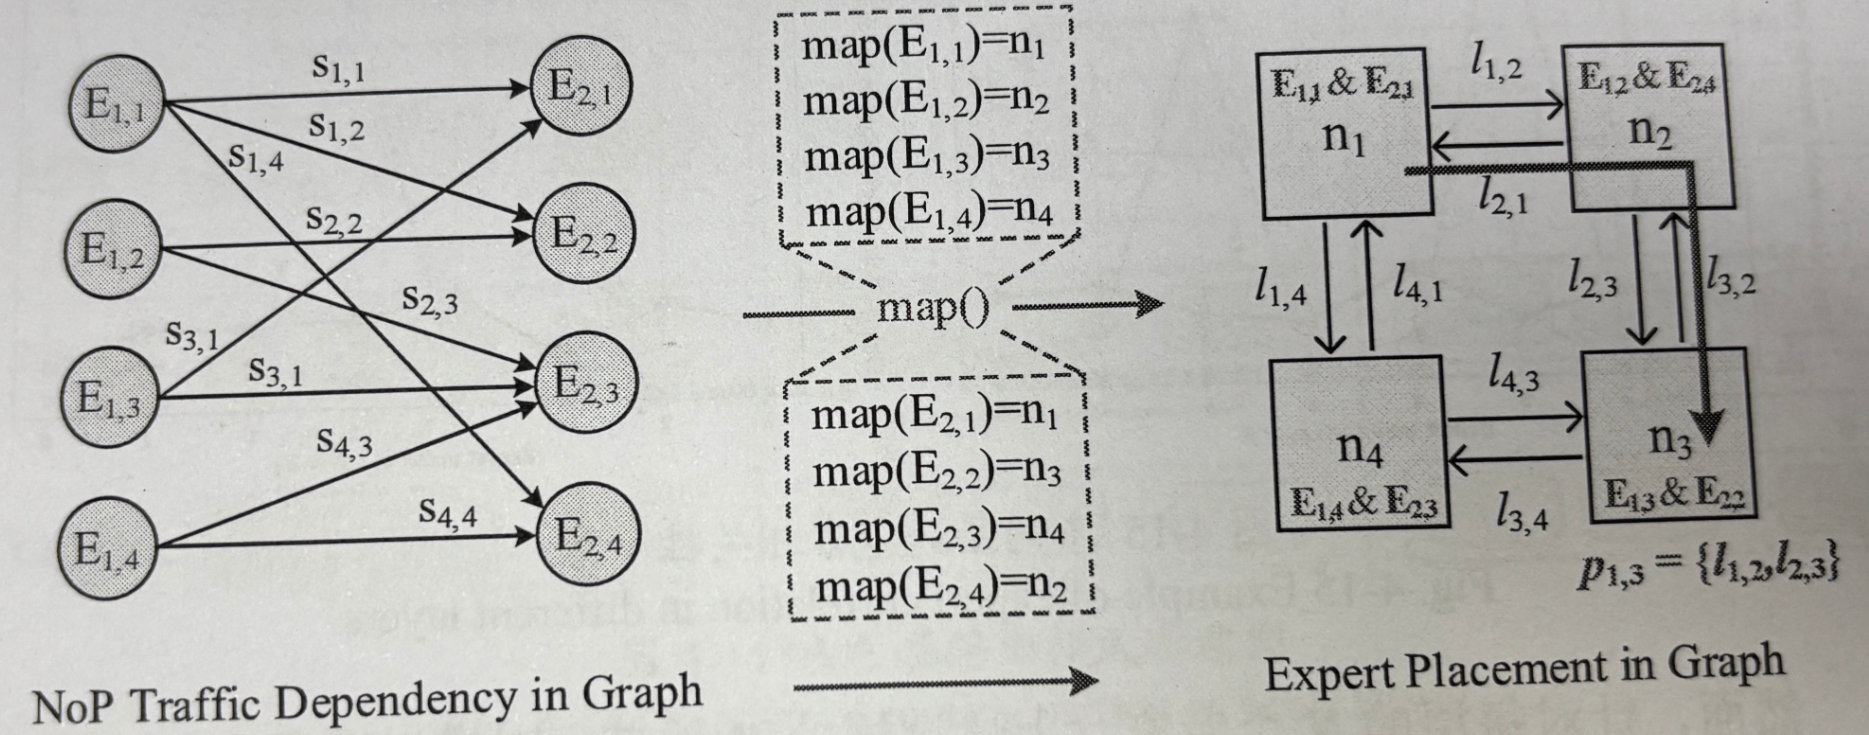 E1,1
E1,2
E1,3
E1,4
S1,1
S1,2
S1,4
S2,2
S2,3
S3,1
S3,1
S4,3
S4,4
E2,1
E2,2
E2,3
E2,4
NoP Traffic Dependency in Graph
map(E1,1)=n1
map(E1,2)=n2
map(E1,3)=n3
map(E1,4)=n4
map()
map(E2,1)=n1
map(E2,2)=n3
map(E2,3)=n4
map(E2,4)=n2
E1,1 & E2,1
n1
l1,2
E1,2 & E2,4
n2
l2,1
l1,4
l4,1
l2,3
l3,2
n4
E1,4 & E2,3
l4,3
l3,4
n3
E1,3 & E2,2
p1,3 = {l1,2,l2,3}
Expert Placement in Graph